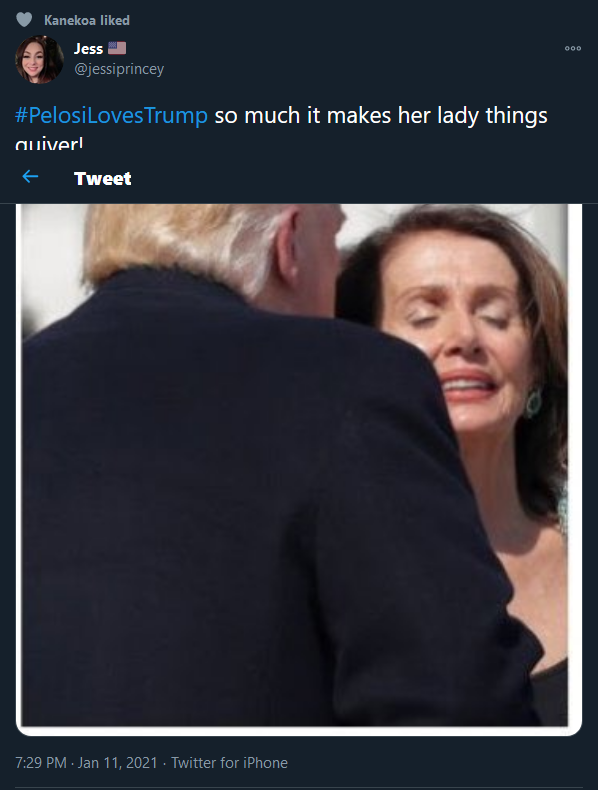 Kanekoa liked
Jess 🇺🇸
@jessiprincey
#PelosiLovesTrump so much it makes her lady things
quiver!
Tweet
7:29 PM · Jan 11, 2021 · Twitter for iPhone